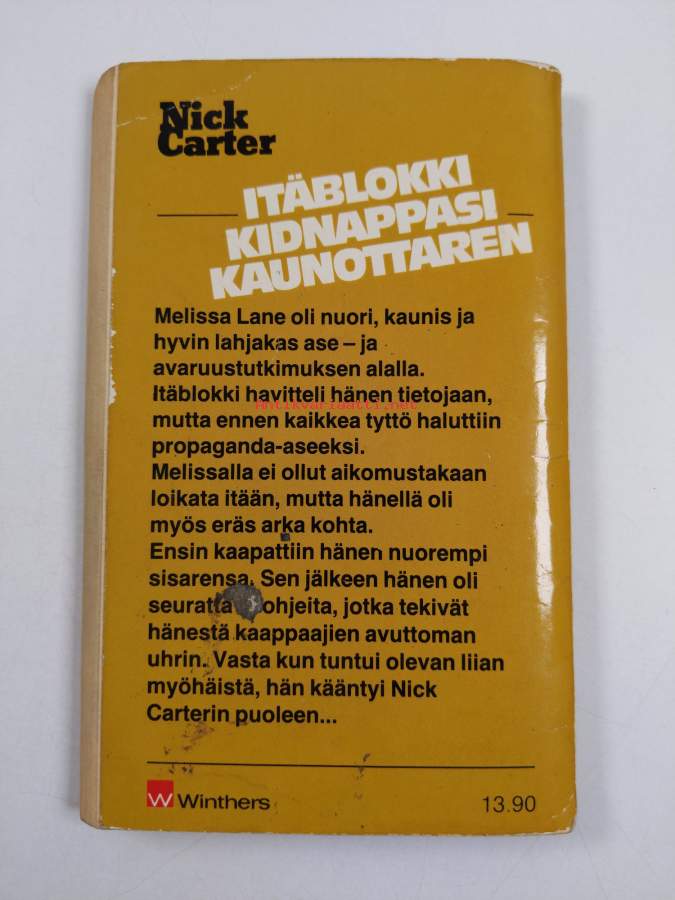 Nick
Carter
ITÄBLOKKI
KIDNAPPASI
KAUNOTTAREN
Melissa Lane oli nuori, kaunis ja
hyvin lahjakas ase – ja
avaruustutkimuksen alalla.
Itäblokki havitteli hänen tietojaan,
Antikvariaatti.net
mutta ennen kaikkea tyttö haluttiin
propaganda-aseeksi.
Melissalla ei ollut aikomustakaan
loikata itään, mutta hänellä oli
myös eräs arka kohta.
Ensin kaapattiin hänen nuorempi
sisarensa. Sen jälkeen hänen oli
ohjeita, jotka tekivät
hänestä kaappaajien avuttoman
uhrin. Vasta kun tuntui olevan liian
myöhäistä, hän kääntyi Nick
Carterin puoleen...
W Winthers
13.90